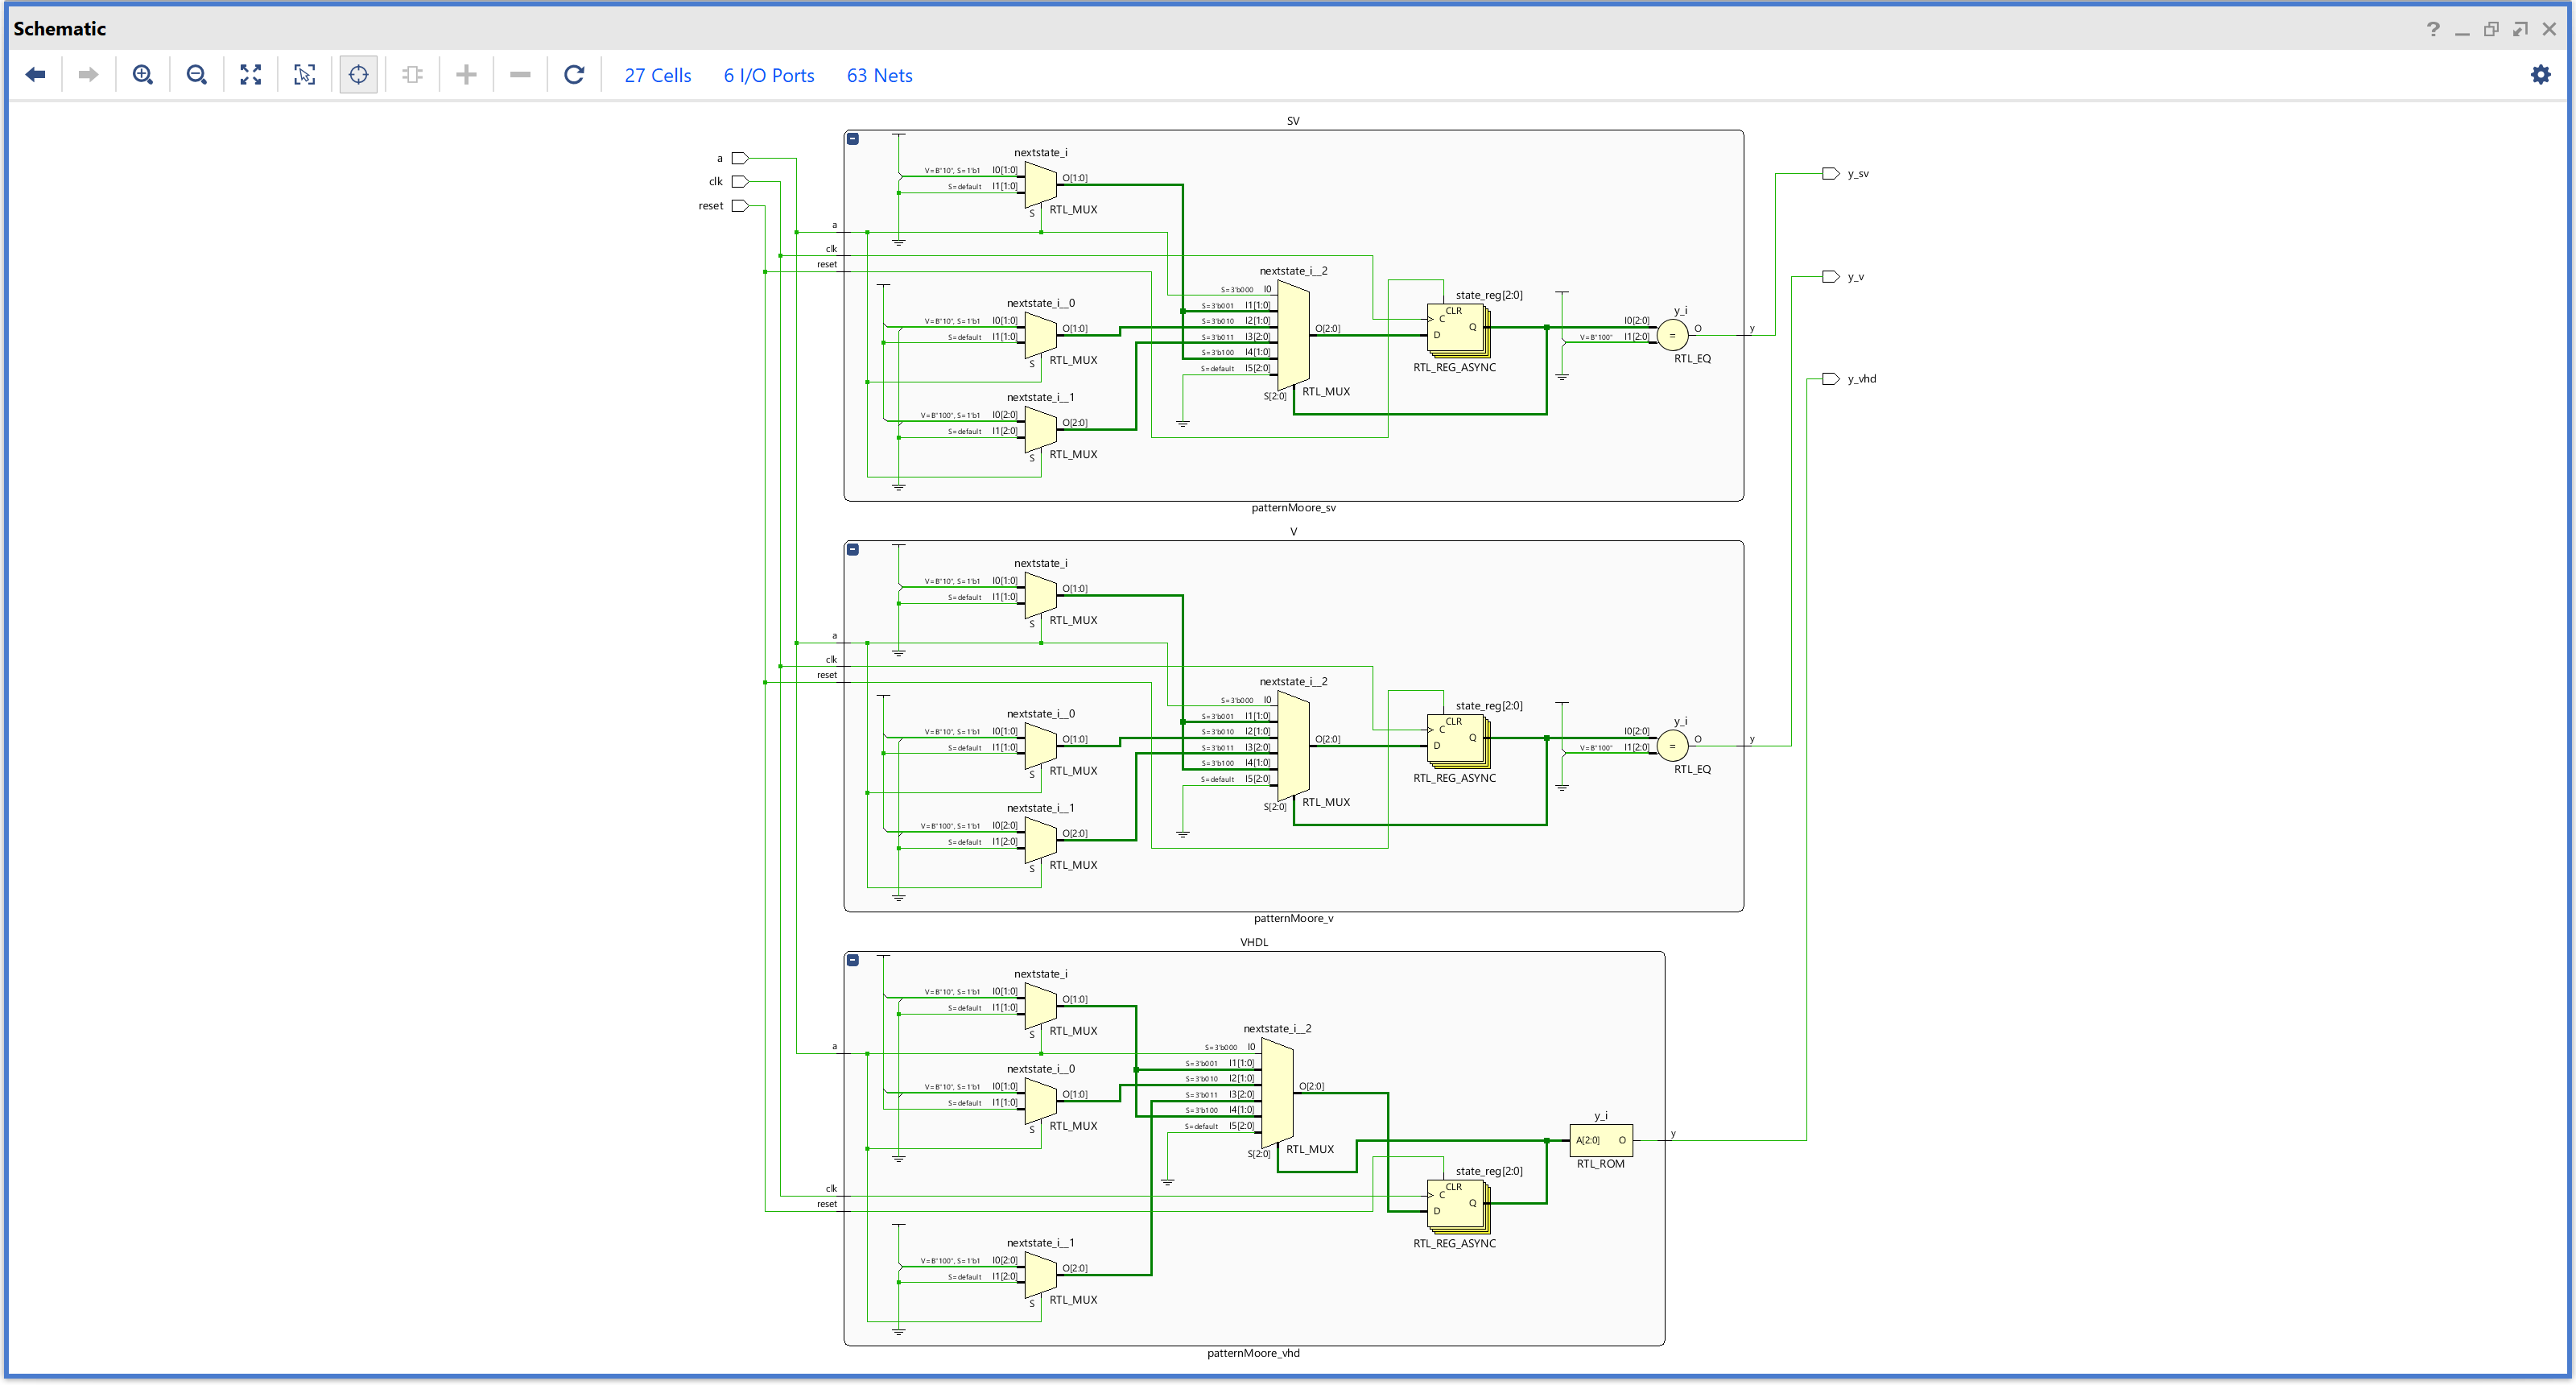 Schematic
27 Cells 6 I/O Ports 63 Nets
SV
a
clk
reset
nextstate_i
V=B"10", S=1'b1 I0[1:0]
S=default I1[1:0]
O[1:0]
S RTL_MUX
a
clk
reset
nextstate_i__0
V=B"10", S=1'b1 I0[1:0]
S=default I1[1:0]
O[1:0]
S RTL_MUX
nextstate_i__1
V=B"100", S=1'b1 I0[2:0]
S=default I1[2:0]
O[2:0]
S RTL_MUX
nextstate_i__2
S=3'b000 I0
S=3'b001 I1[1:0]
S=3'b010 I2[1:0]
S=3'b011 I3[2:0]
S=3'b100 I4[1:0]
S=default I5[2:0]
O[2:0]
S[2:0] RTL_MUX
state_reg[2:0]
CLR
C
D
Q
RTL_REG_ASYNC
y_i
I0[2:0]
V=B"100" I1[2:0]
=
O
RTL_EQ
y
y_sv
y_v
y_vhd
patternMoore_sv
V
nextstate_i
V=B"10", S=1'b1 I0[1:0]
S=default I1[1:0]
O[1:0]
S RTL_MUX
a
clk
reset
nextstate_i__0
V=B"10", S=1'b1 I0[1:0]
S=default I1[1:0]
O[1:0]
S RTL_MUX
nextstate_i__1
V=B"100", S=1'b1 I0[2:0]
S=default I1[2:0]
O[2:0]
S RTL_MUX
nextstate_i__2
S=3'b000 I0
S=3'b001 I1[1:0]
S=3'b010 I2[1:0]
S=3'b011 I3[2:0]
S=3'b100 I4[1:0]
S=default I5[2:0]
O[2:0]
S[2:0] RTL_MUX
state_reg[2:0]
CLR
C
D
Q
RTL_REG_ASYNC
y_i
I0[2:0]
V=B"100" I1[2:0]
=
O
RTL_EQ
y
patternMoore_v
VHDL
nextstate_i
V=B"10", S=1'b1 I0[1:0]
S=default I1[1:0]
O[1:0]
S RTL_MUX
a
nextstate_i__0
V=B"10", S=1'b1 I0[1:0]
S=default I1[1:0]
O[1:0]
S RTL_MUX
clk
reset
nextstate_i__1
V=B"100", S=1'b1 I0[2:0]
S=default I1[2:0]
O[2:0]
S RTL_MUX
nextstate_i__2
S=3'b000 I0
S=3'b001 I1[1:0]
S=3'b010 I2[1:0]
S=3'b011 I3[2:0]
S=3'b100 I4[1:0]
S=default I5[2:0]
O[2:0]
S[2:0] RTL_MUX
state_reg[2:0]
CLR
C
D
Q
RTL_REG_ASYNC
y_i
A[2:0] O
RTL_ROM
y
patternMoore_vhd